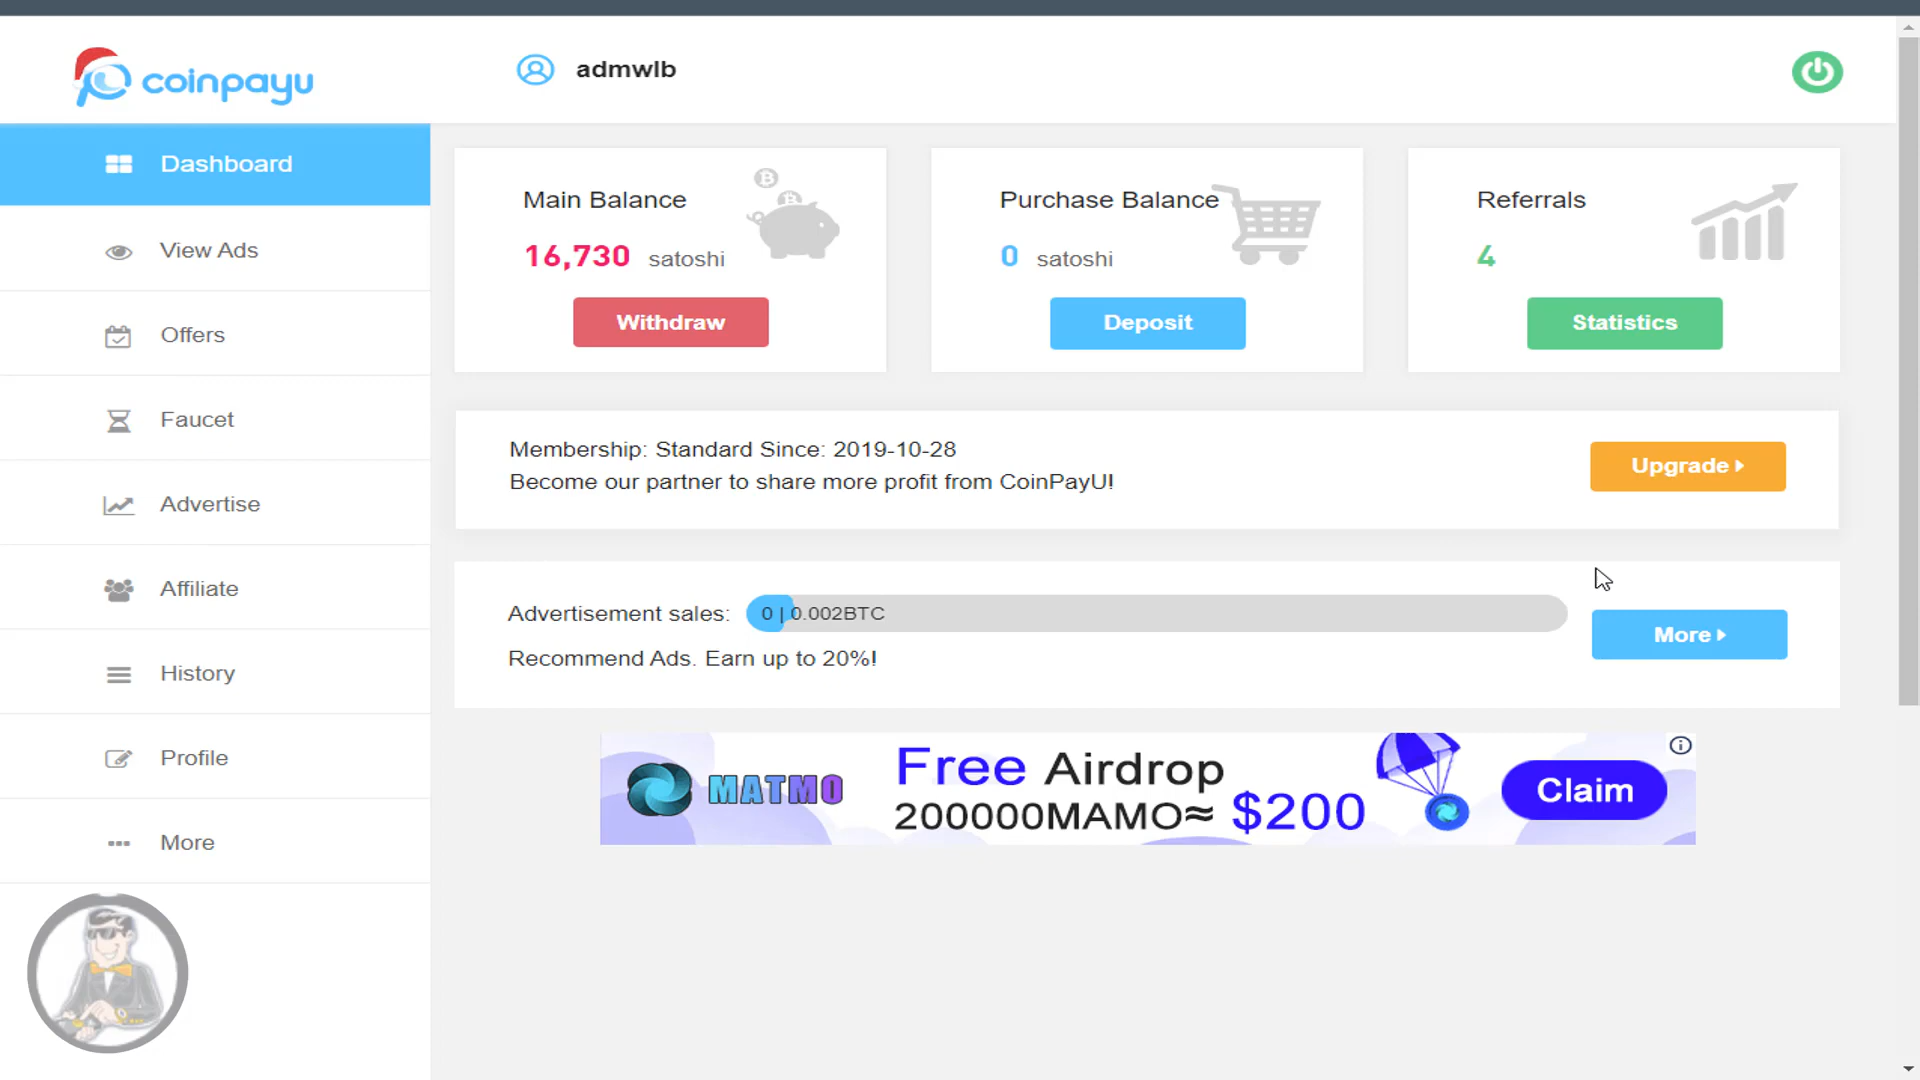 coinpayu
admwlb
Dashboard
View Ads
Offers
Faucet
Advertise
Affiliate
History
Profile
More
Main Balance
16,730 satoshi
Withdraw
Purchase Balance
0 satoshi
Deposit
Referrals
4
Statistics
Membership: Standard Since: 2019-10-28
Become our partner to share more profit from CoinPayU!
Upgrade
Advertisement sales: 0 | 0.002BTC
Recommend Ads. Earn up to 20%!
More
MATMO
Free Airdrop
200000MAMO≈ $200
Claim